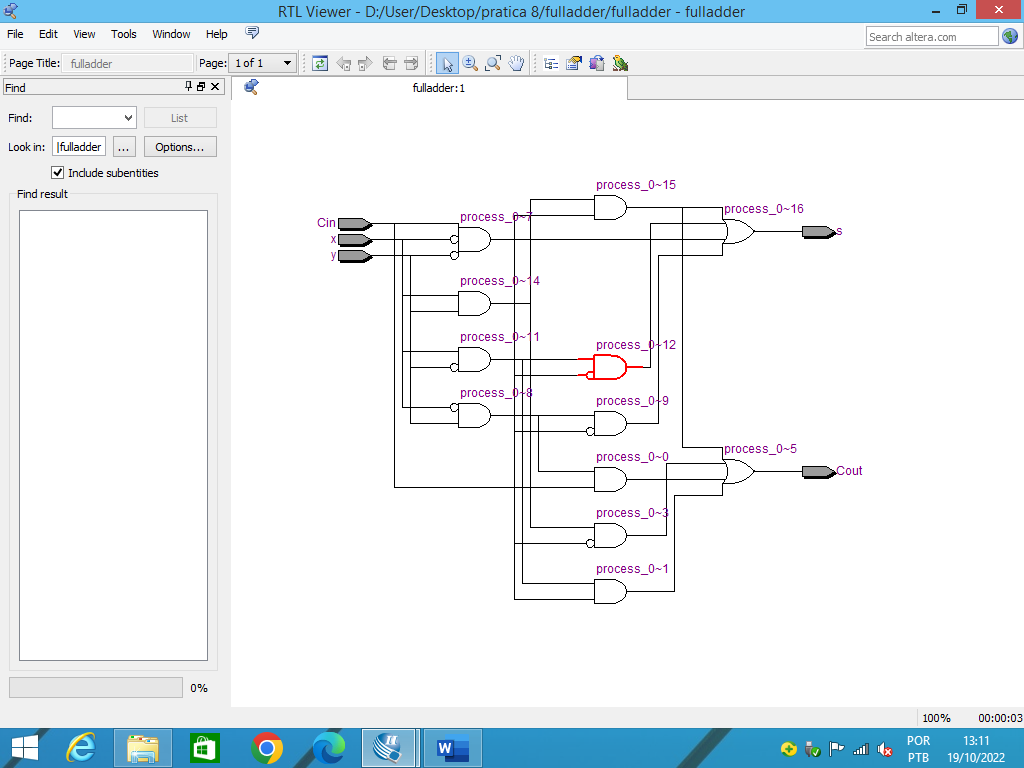 RTL Viewer - D:/User/Desktop/pratica 8/fulladder/fulladder - fulladder
File Edit View Tools Window Help
Search altera.com
Page Title: fulladder Page: 1 of 1
Find
fulladder:1
Find: List
Look in: |fulladder ... Options...
Include subentities
Find result
process_0~15
process_0~16
Cin
process_0~7
x
s
y
process_0~14
process_0~11
process_0~12
process_0~8
process_0~9
process_0~0
process_0~5
Cout
process_0~3
process_0~1
0%
100% 00:00:03
POR 13:11
PTB 19/10/2022